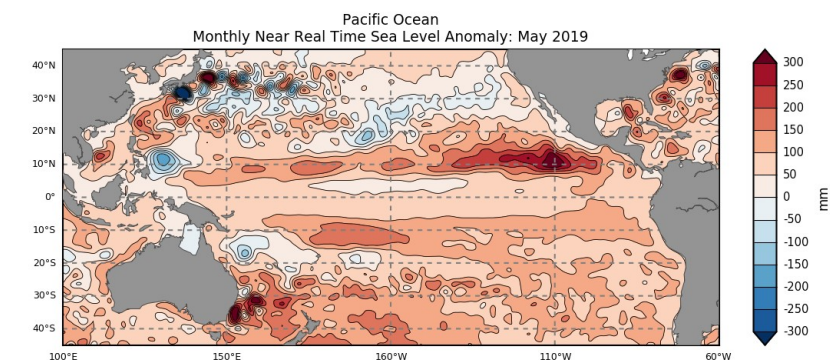 Pacific Ocean
Monthly Near Real Time Sea Level Anomaly: May 2019
40°N
30°N
20°N
10°N
0°
10°S
20°S
30°S
40°S
100°E
150°E
160°W
110°W
60°W
300
250
200
150
100
50
0
-50
-100
-150
-200
-250
-300
mm